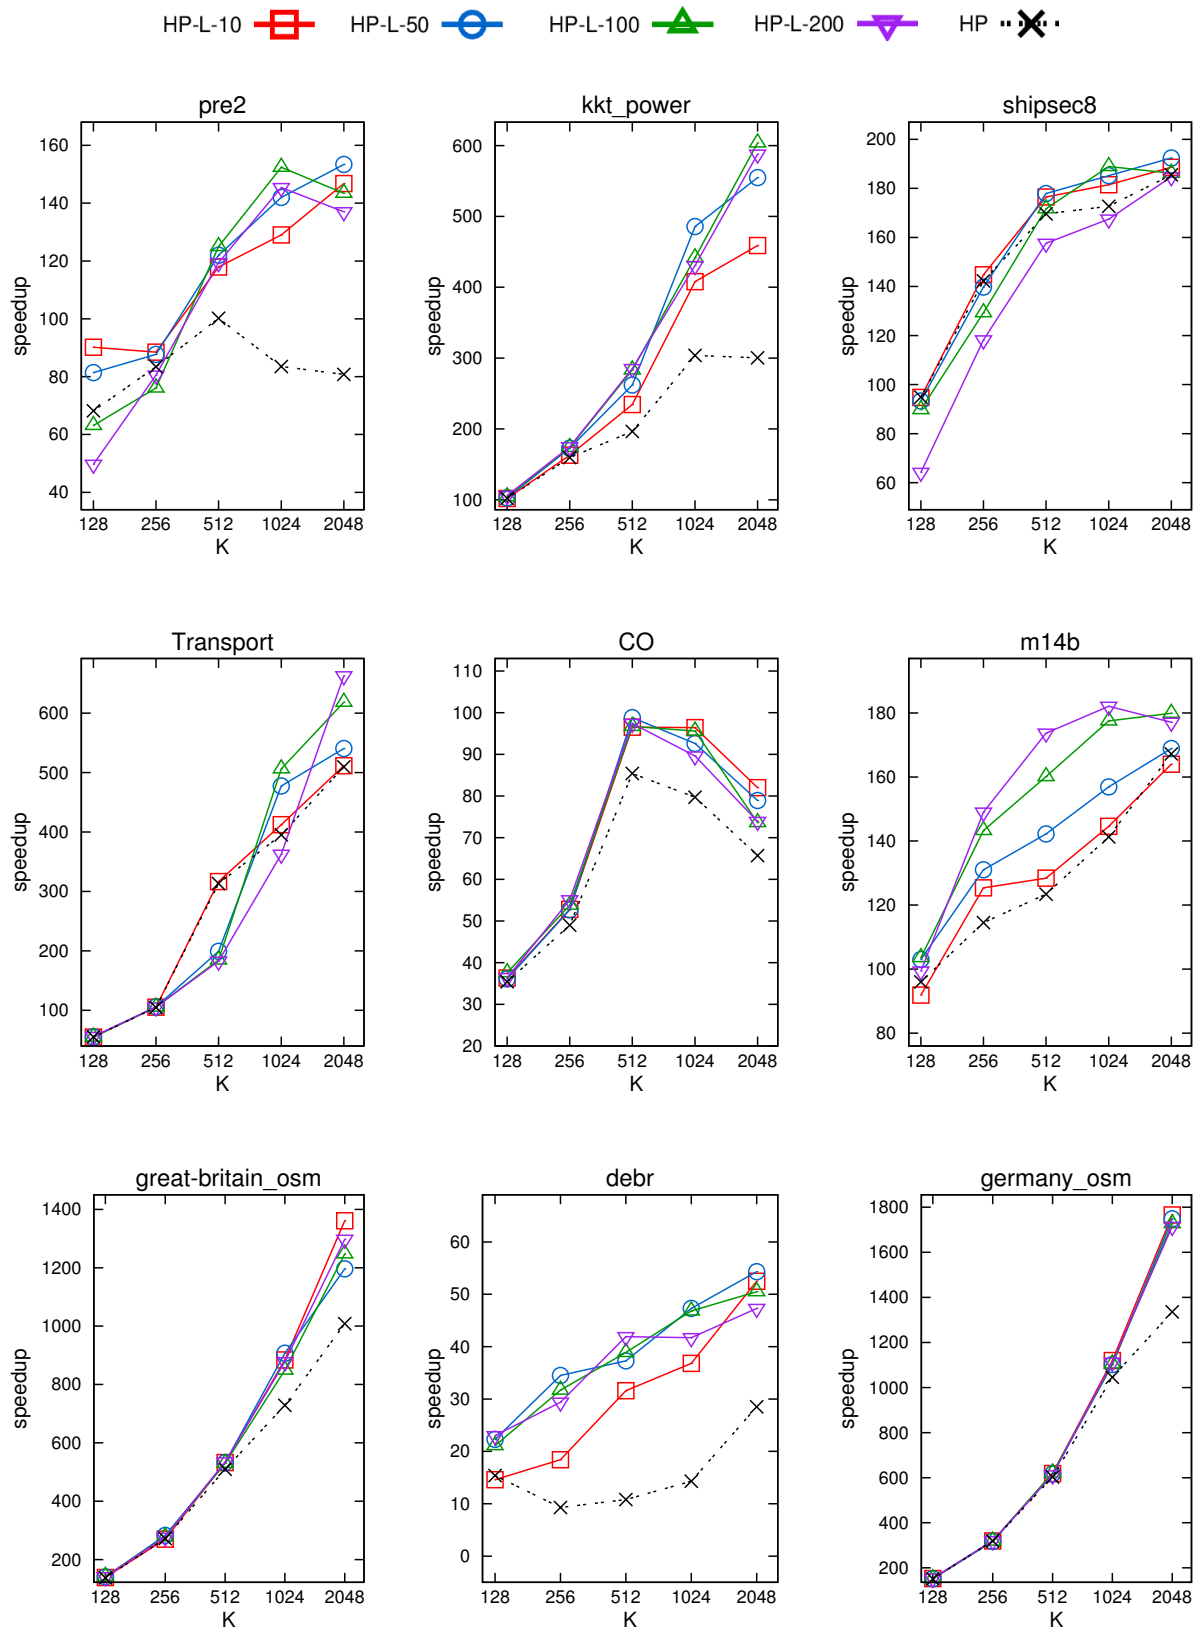 HP-L-10 HP-L-50 HP-L-100 HP-L-200 HP
pre2 kkt_power shipsec8
speedup
160
140
120
100
80
60
40
128 256 512 1024 2048
K
speedup
600
500
400
300
200
100
128 256 512 1024 2048
K
speedup
200
180
160
140
120
100
80
60
128 256 512 1024 2048
K
Transport CO m14b
speedup
600
500
400
300
200
100
128 256 512 1024 2048
K
speedup
110
100
90
80
70
60
50
40
30
20
128 256 512 1024 2048
K
speedup
180
160
140
120
100
80
128 256 512 1024 2048
K
great-britain_osm debr germany_osm
speedup
1400
1200
1000
800
600
400
200
128 256 512 1024 2048
K
speedup
60
50
40
30
20
10
0
128 256 512 1024 2048
K
speedup
1800
1600
1400
1200
1000
800
600
400
200
128 256 512 1024 2048
K